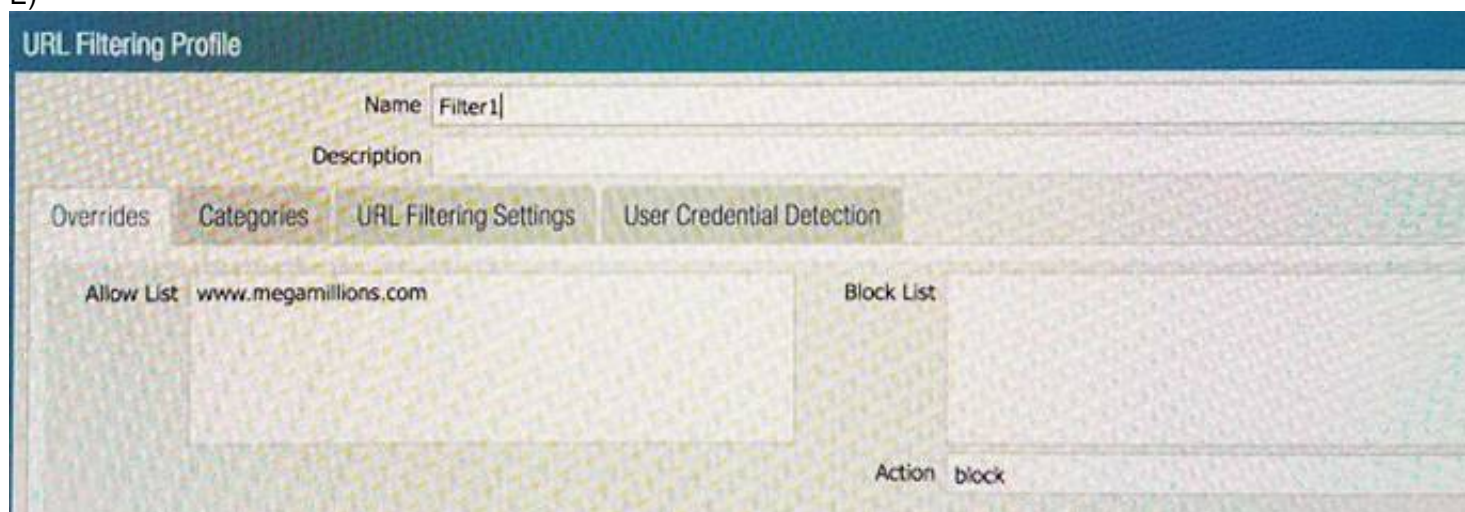 URL Filtering Profile
Name Filter1
Description
Overrides Categories URL Filtering Settings User Credential Detection
Allow List www.megamillions.com Block List
Action block